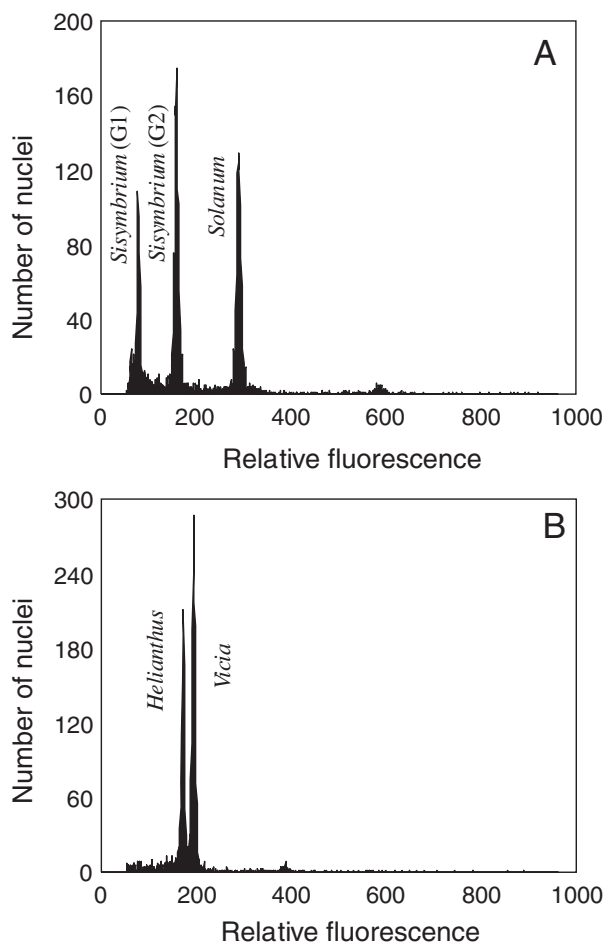 A
Number of nuclei
200
160
120
80
40
0
Sisymbrium (G1)
Sisymbrium (G2)
Solanum
0 200 400 600 800 1000
Relative fluorescence
B
Number of nuclei
300
240
180
120
60
0
Helianthus
Vicia
0 200 400 600 800 1000
Relative fluorescence